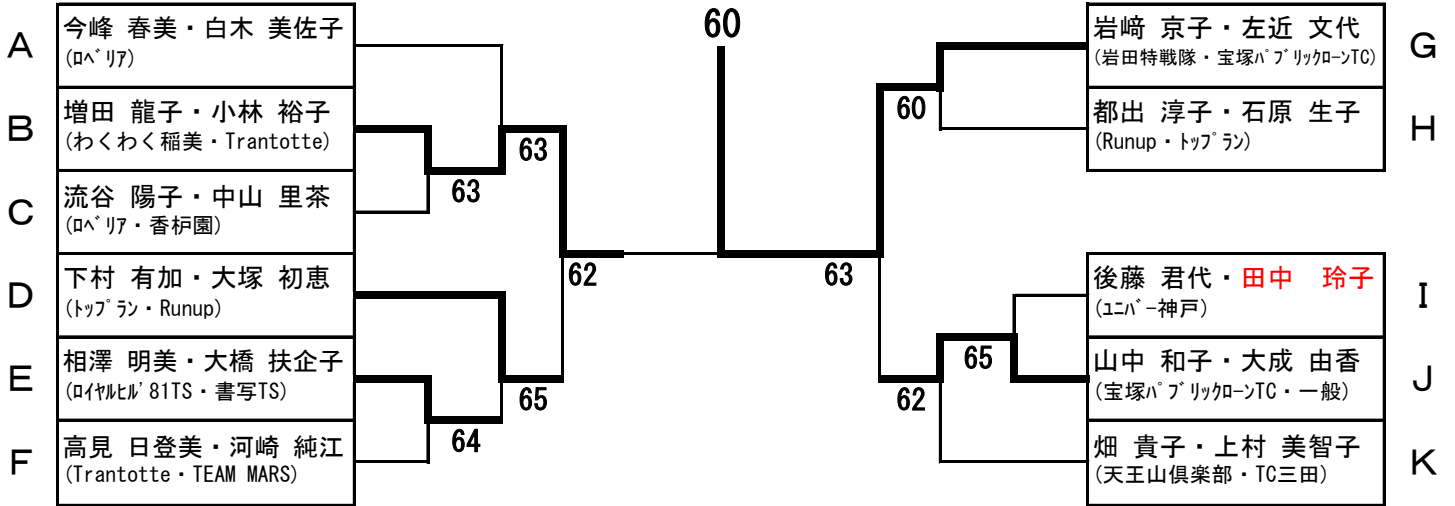 A
今峰 春美・白木 美佐子
(ﾛﾍﾞﾘｱ)
B
増田 龍子・小林 裕子
(わくわく稲美・Trantotte)
C
流谷 陽子・中山 里茶
(ﾛﾍﾞﾘｱ・香枦園)
D
下村 有加・大塚 初恵
(ﾄｯﾌﾟﾗﾝ・Runup)
E
相澤 明美・大橋 扶企子
(ﾛｲﾔﾙﾋﾙ'81TS・書写TS)
F
高見 日登美・河崎 純江
(Trantotte・TEAM MARS)
63
63
62
65
64
60
63
60
65
62
岩﨑 京子・左近 文代
(岩田特戦隊・宝塚ﾊﾟﾌﾞﾘｯｸﾛｰﾝTC)
G
都出 淳子・石原 生子
(Runup・ﾄｯﾌﾟﾗﾝ)
H
後藤 君代・田中　玲子
(ﾕﾆﾊﾞｰ神戸)
I
山中 和子・大成 由香
(宝塚ﾊﾟﾌﾞﾘｯｸﾛｰﾝTC・一般)
J
畑 貴子・上村 美智子
(天王山倶楽部・TC三田)
K